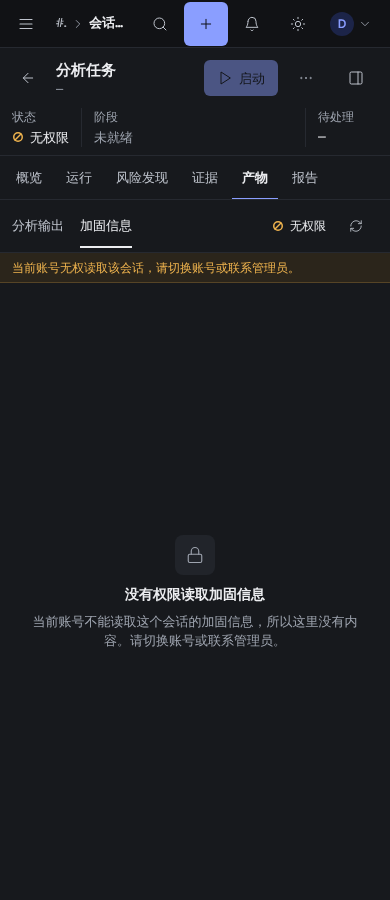 #. > 会话...
D
分析任务
–
启动
状态
无权限
阶段
未就绪
待处理
–
概览 运行 风险发现 证据 产物 报告
分析输出 加固信息 无权限
当前账号无权读取该会话，请切换账号或联系管理员。
没有权限读取加固信息
当前账号不能读取这个会话的加固信息，所以这里没有内
容。请切换账号或联系管理员。